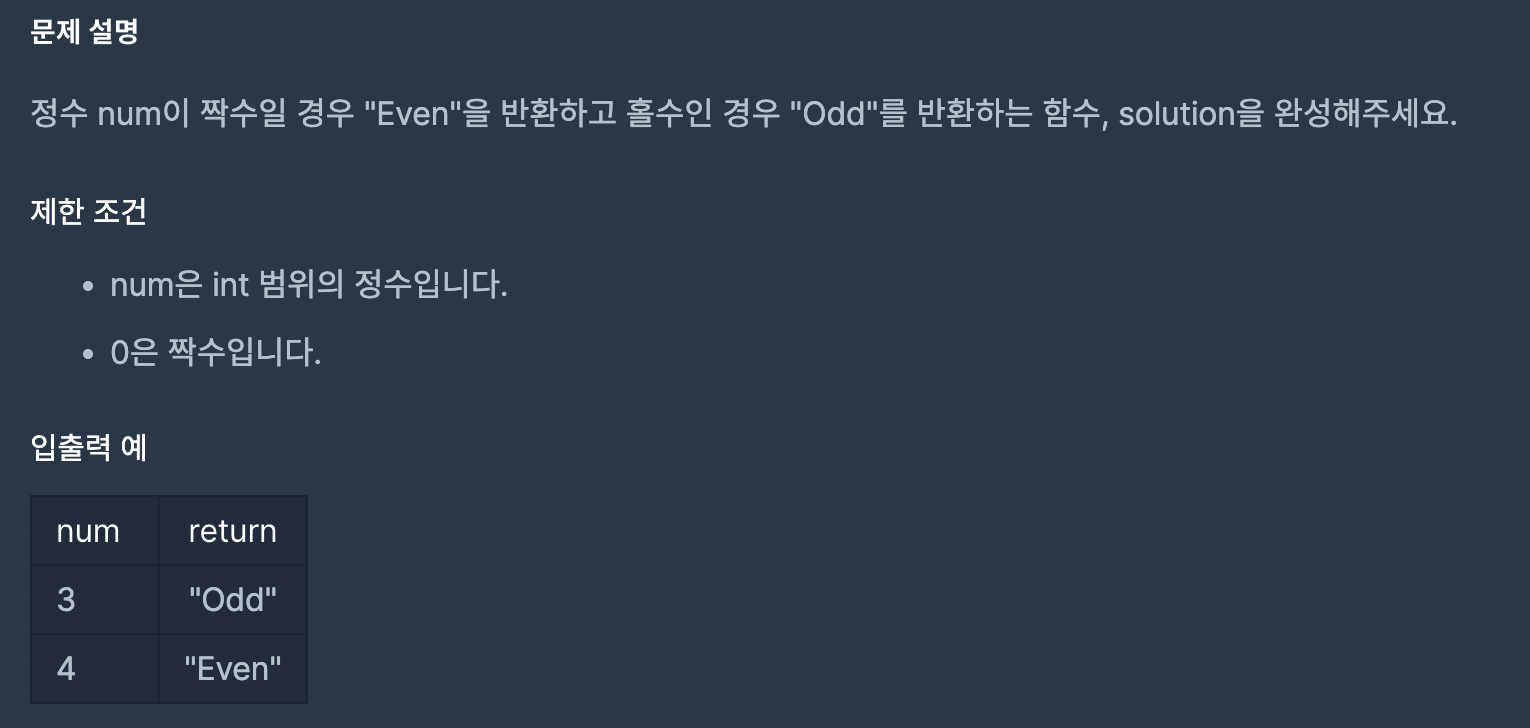 문제 설명
정수 num이 짝수일 경우 "Even"을 반환하고 홀수인 경우 "Odd"를 반환하는 함수, solution을 완성해주세요.
제한 조건
• num은 int 범위의 정수입니다.
• 0은 짝수입니다.
입출력 예
num return
3 "Odd"
4 "Even"